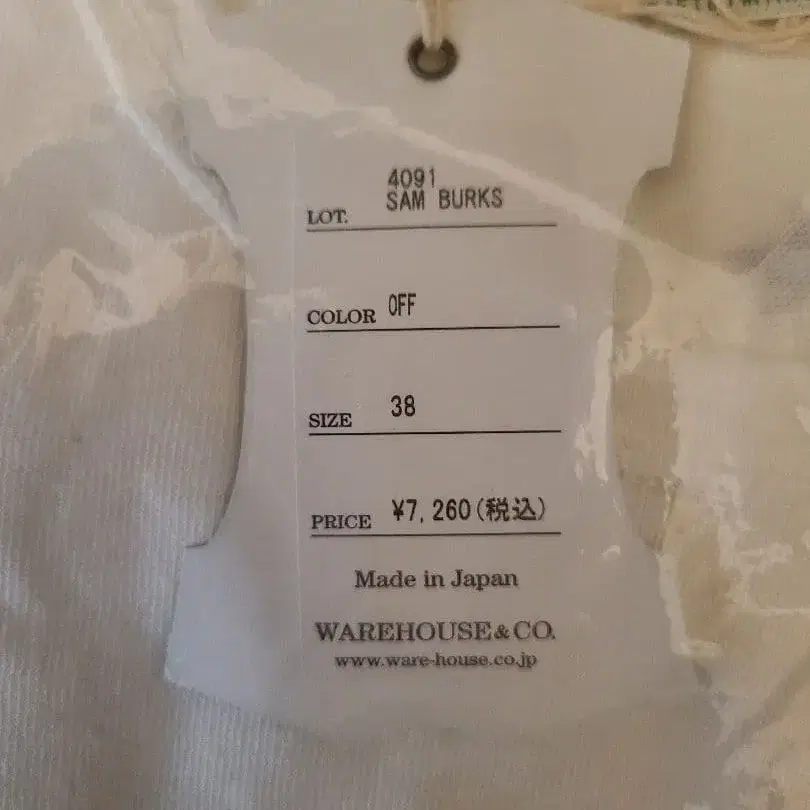 4091
LOT. SAM BURKS
COLOR OFF
SIZE 38
PRICE ¥7,260(税込)
Made in Japan
WAREHOUSE & CO.
www.ware-house.co.jp